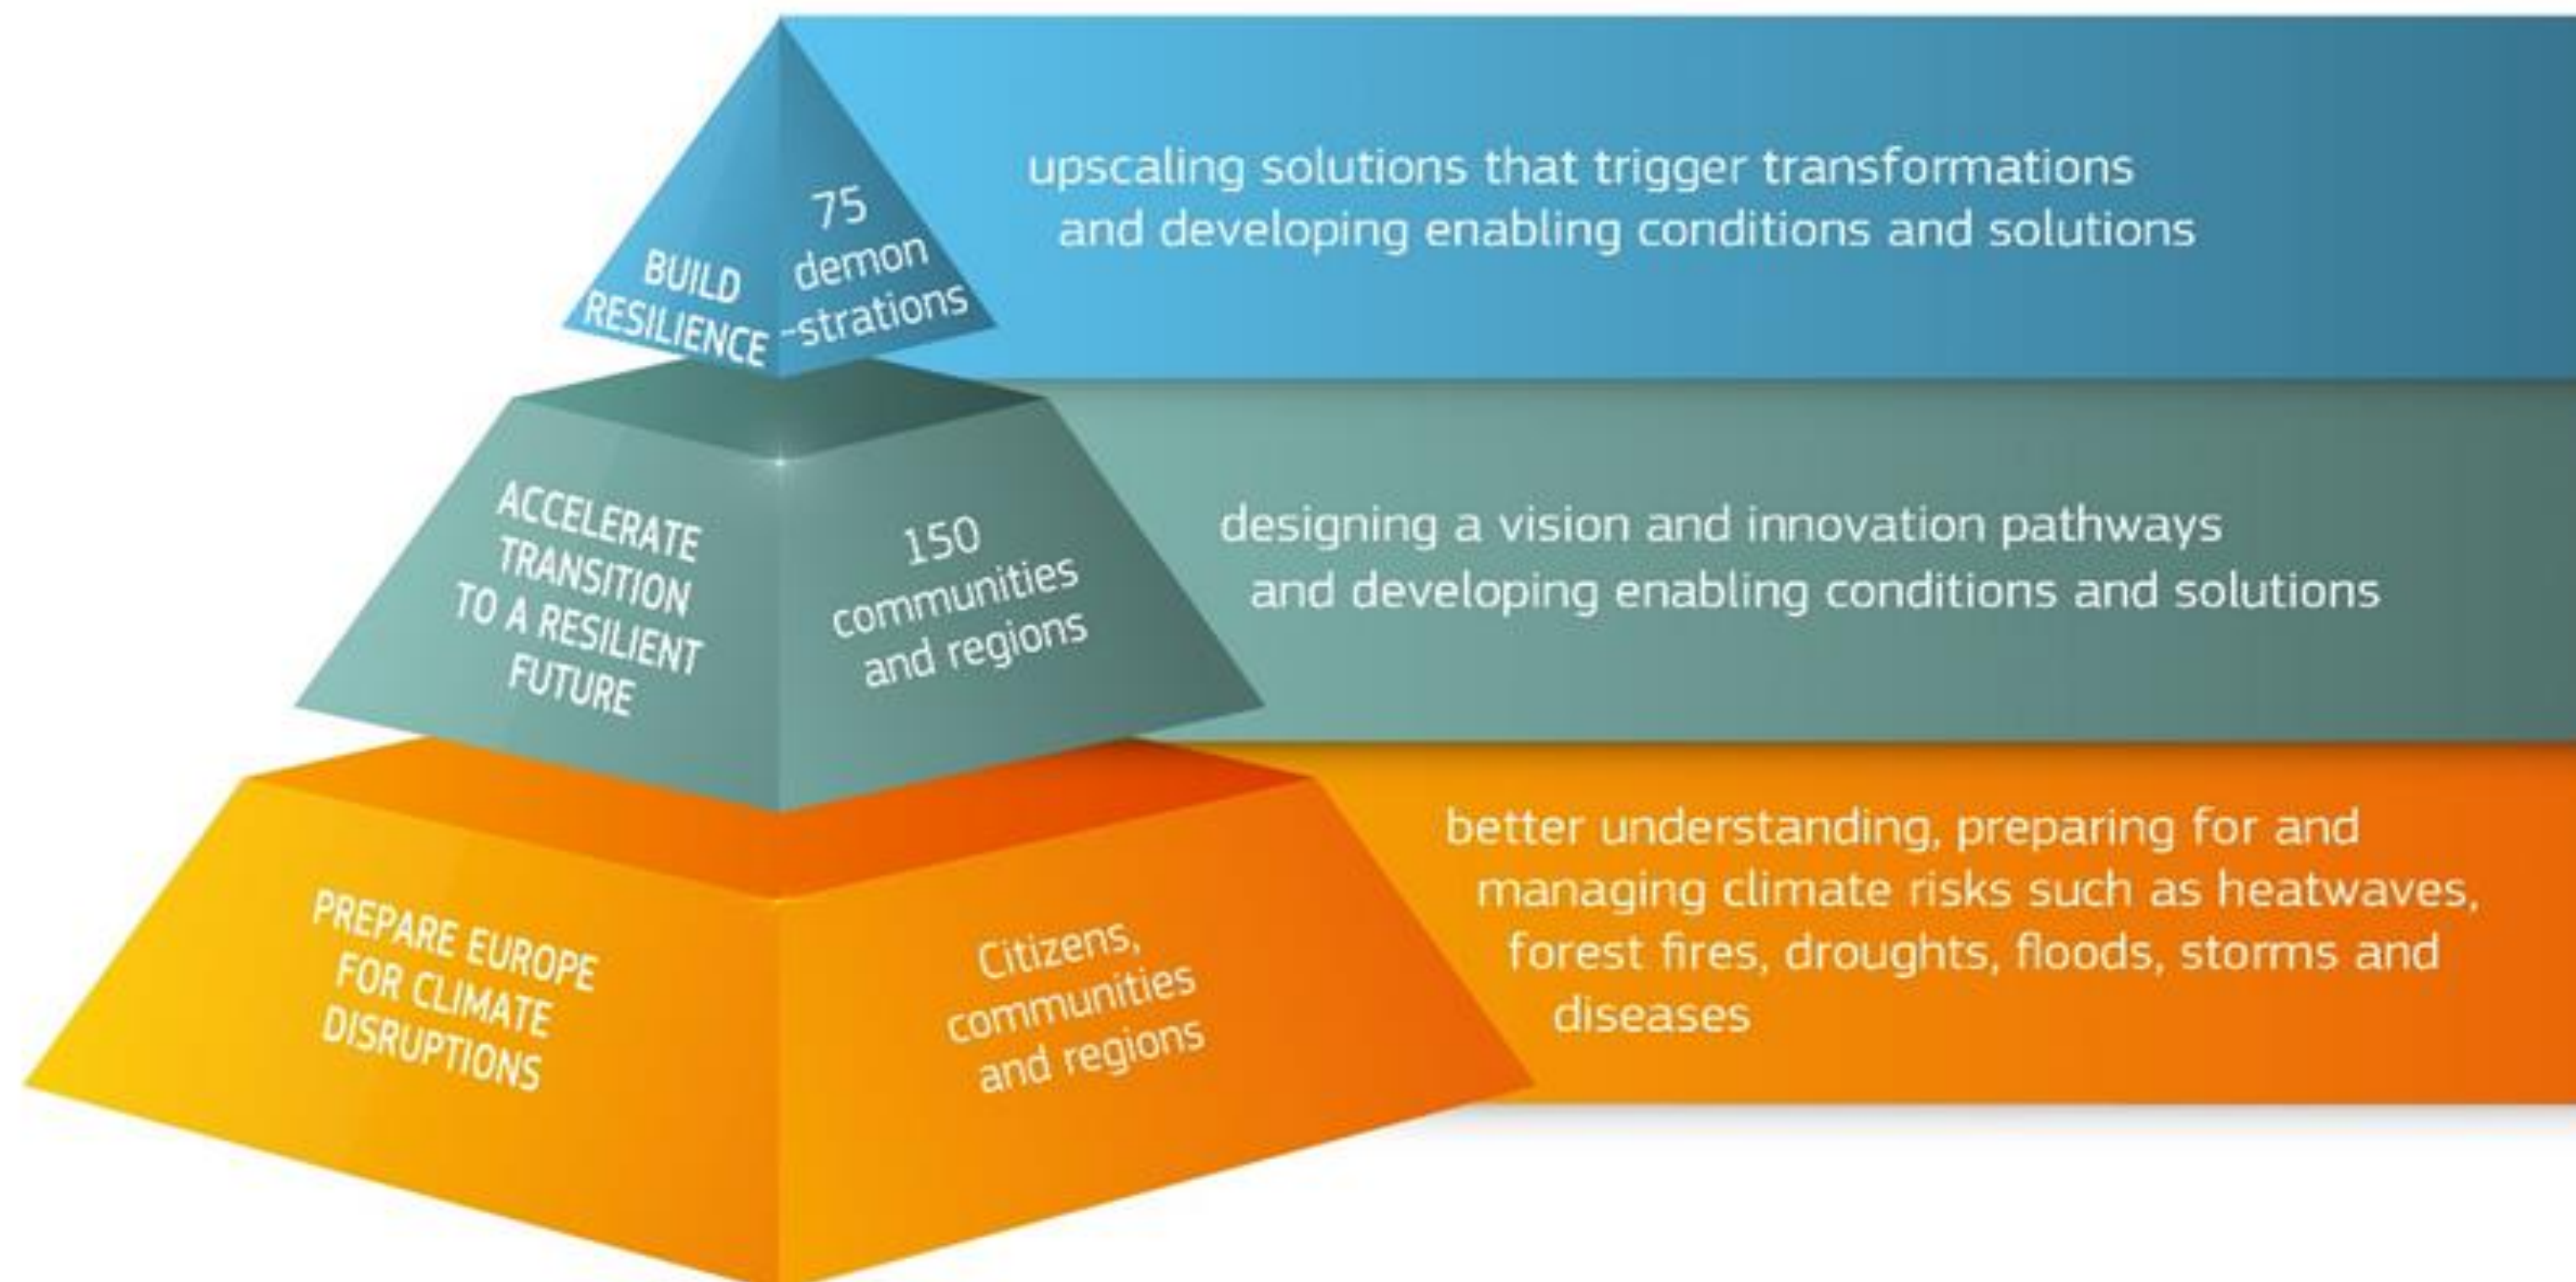 BUILD
RESILIENCE
75
demon
-strations
upscaling solutions that trigger transformations
and developing enabling conditions and solutions
ACCELERATE
TRANSITION
TO A RESILIENT
FUTURE
150
communities
and regions
designing a vision and innovation pathways
and developing enabling conditions and solutions
PREPARE EUROPE
FOR CLIMATE
DISRUPTIONS
Citizens,
communities
and regions
better understanding, preparing for and
managing climate risks such as heatwaves,
forest fires, droughts, floods, storms and
diseases